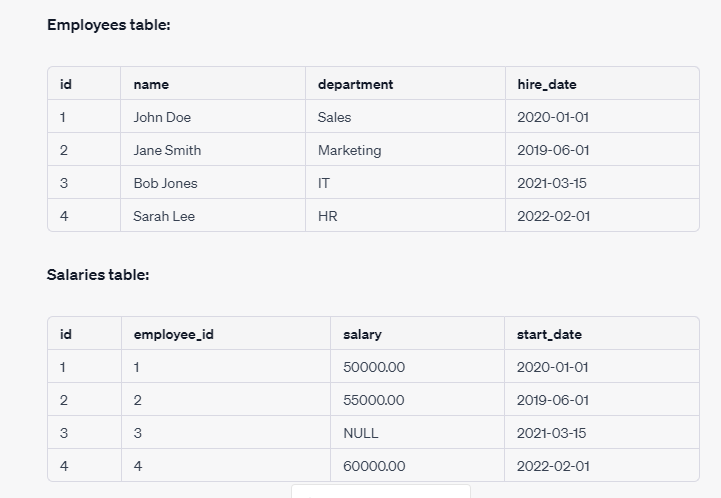 Employees table:
id name department hire_date
1 John Doe Sales 2020-01-01
2 Jane Smith Marketing 2019-06-01
3 Bob Jones IT 2021-03-15
4 Sarah Lee HR 2022-02-01
Salaries table:
id employee_id salary start_date
1 1 50000.00 2020-01-01
2 2 55000.00 2019-06-01
3 3 NULL 2021-03-15
4 4 60000.00 2022-02-01